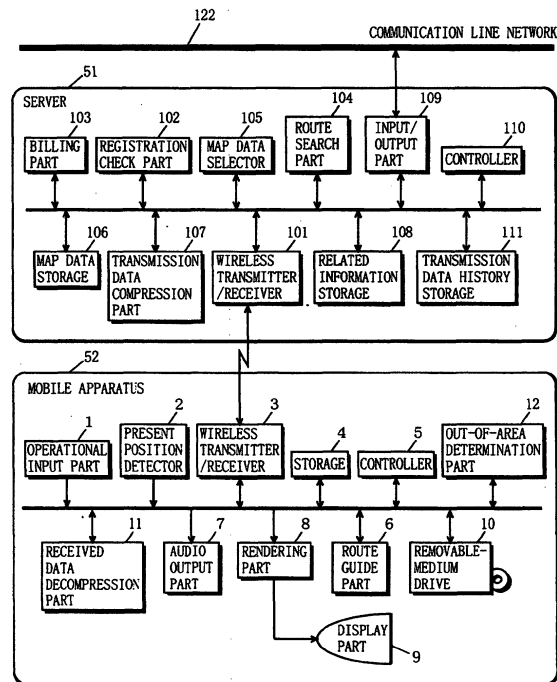 122
COMMUNICATION LINE NETWORK
51
SERVER
103
102
105
104
109
110
BILLING
PART
REGISTRATION
CHECK PART
MAP DATA
SELECTOR
ROUTE
SEARCH
PART
INPUT/
OUTPUT
PART
CONTROLLER
106
107
101
108
111
MAP DATA
STORAGE
TRANSMISSION
DATA
COMPRESSION
PART
WIRELESS
TRANSMITTER
/RECEIVER
RELATED
INFORMATION
STORAGE
TRANSMISSION
DATA HISTORY
STORAGE
52
MOBILE APPARATUS
1
2
3
4
5
12
OPERATIONAL
INPUT PART
PRESENT
POSITION
DETECTOR
WIRELESS
TRANSMITTER
/RECEIVER
STORAGE
CONTROLLER
OUT-OF-AREA
DETERMINATION
PART
11
7
8
6
10
RECEIVED
DATA
DECOMPRESSION
PART
AUDIO
OUTPUT
PART
RENDERING
PART
ROUTE
GUIDE
PART
REMOVABLE-
MEDIUM
DRIVE
DISPLAY
PART
9